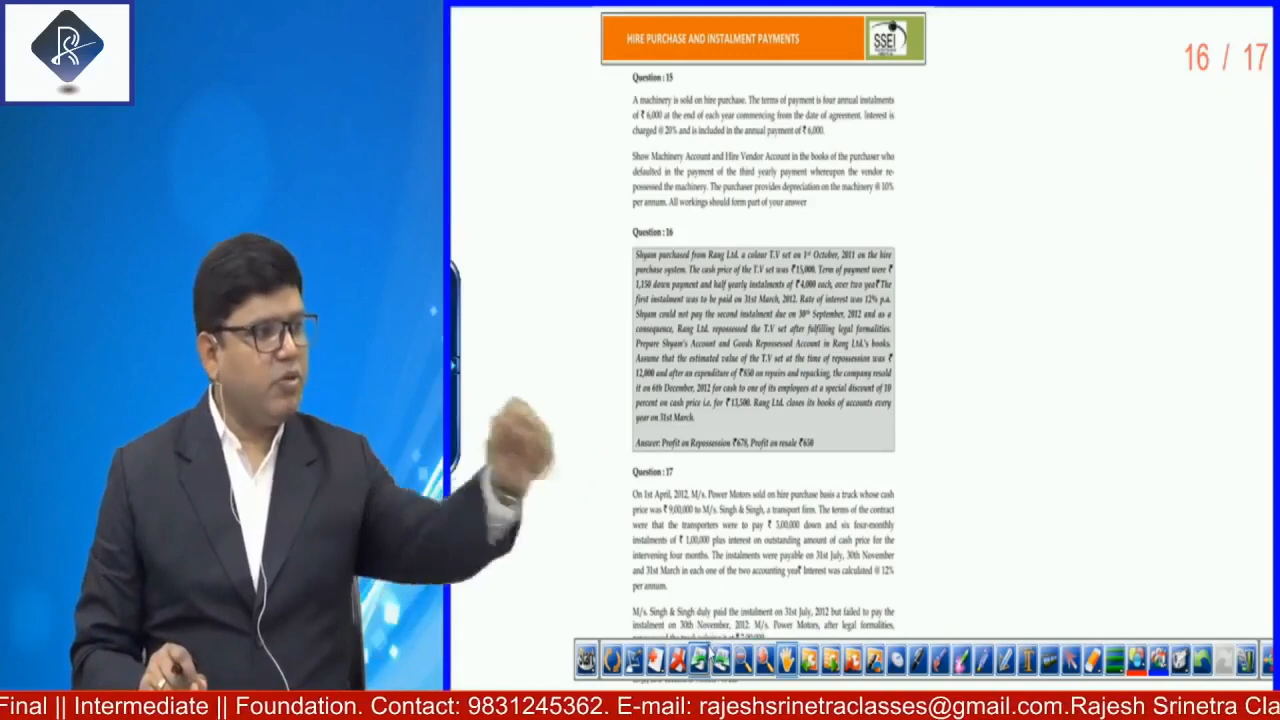 HIRE PURCHASE AND INSTALMENT PAYMENTS
SSEI
16 / 17
Question : 15
A machinery is sold on hire purchase. The terms of payment is four annual instalments
of ₹ 6,000 at the end of each year commencing from the date of agreement. Interest is
charged @ 20% and is included in the annual payment of ₹ 6,000.
Show Machinery Account and Hire Vendor Account in the books of the purchaser who
defaulted in the payment of the third yearly payment whereupon the vendor re-
possessed the machinery. The purchaser provides depreciation on the machinery @ 10%
per annum. All workings should form part of your answer
Question : 16
Shyam purchased from Rang Ltd. a colour T.V set on 1st October, 2011 on the hire
purchase system. The cash price of the T.V set was ₹15,000. Term of payment were ₹
1,150 down payment and half yearly instalments of ₹4,000 each, over two yea₹ The
first instalment was to be paid on 31st March, 2012. Rate of interest was 12% p.a.
Shyam could not pay the second instalment due on 30th September, 2012 and as a
consequence, Rang Ltd. repossessed the T.V set after fulfilling legal formalities.
Prepare Shyam's Account and Goods Repossessed Account in Rang Ltd.'s books.
Assume that the estimated value of the T.V set at the time of repossession was ₹
12,000 and after an expenditure of ₹850 on repairs and repacking, the company resold
it on 6th December, 2012 for cash to one of its employees at a special discount of 10
percent on cash price i.e. for ₹ 13,500. Rang Ltd. closes its books of accounts every
year on 31st March.
Answer: Profit on Repossession ₹678, Profit on resale ₹650
Question : 17
On 1st April, 2012, M/s. Power Motors sold on hire purchase basis a truck whose cash
price was ₹ 9,00,000 to M/s. Singh & Singh, a transport firm. The terms of the contract
were that the transporters were to pay ₹ 3,00,000 down and six four-monthly
instalments of ₹ 1,00,000 plus interest on outstanding amount of cash price for the
intervening four months. The instalments were payable on 31st July, 30th November
and 31st March in each one of the two accounting yea₹ Interest was calculated @ 12%
per annum.
M/s. Singh & Singh duly paid the instalment on 31st July, 2012 but failed to pay the
instalment on 30th November, 2012. M/s. Power Motors, after legal formalities,
Final || Intermediate || Foundation. Contact: 9831245362. E-mail: rajeshsrinetraclasses@gmail.com.Rajesh Srinetra Cla